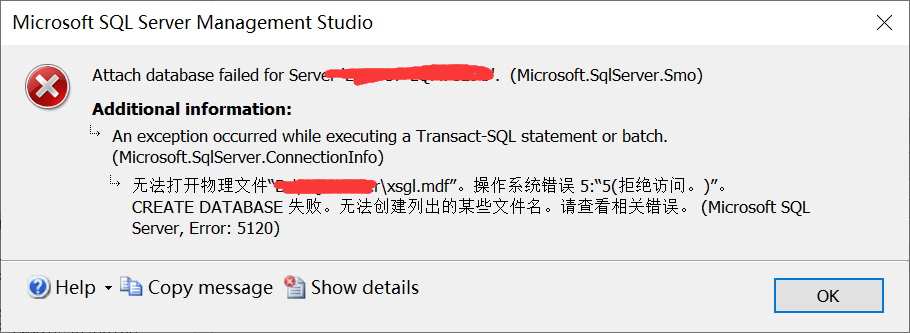 Microsoft SQL Server Management Studio
Attach database failed for Server '. (Microsoft.SqlServer.Smo)
Additional information:
An exception occurred while executing a Transact-SQL statement or batch.
(Microsoft.SqlServer.ConnectionInfo)
无法打开物理文件“\xsgl.mdf”。操作系统错误 5:“5(拒绝访问。)”。
CREATE DATABASE 失败。无法创建列出的某些文件名。请查看相关错误。 (Microsoft SQL
Server, Error: 5120)
Help Copy message Show details
OK